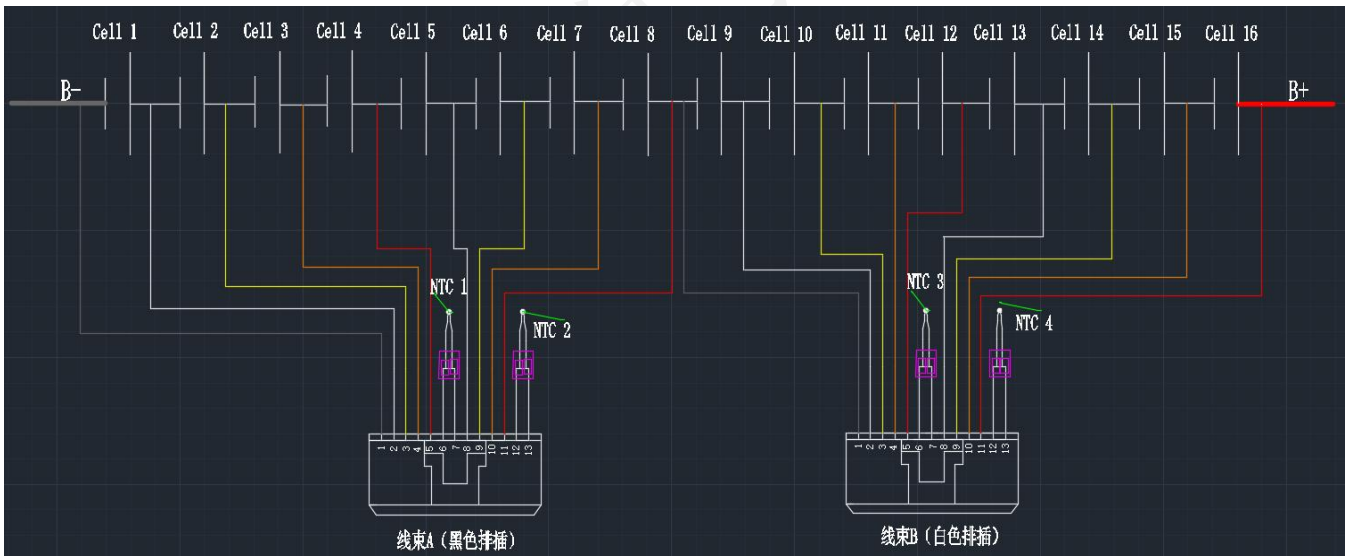 Cell 1 Cell 2 Cell 3 Cell 4 Cell 5 Cell 6 Cell 7 Cell 8 Cell 9 Cell 10 Cell 11 Cell 12 Cell 13 Cell 14 Cell 15 Cell 16
B- B+
NTC 1 NTC 3
NTC 2 NTC 4
1 2 3 4 5 6 7 8 9 10 11 12 13 1 2 3 4 5 6 7 8 9 10 11 12 13
线束A（黑色排插） 线束B（白色排插）